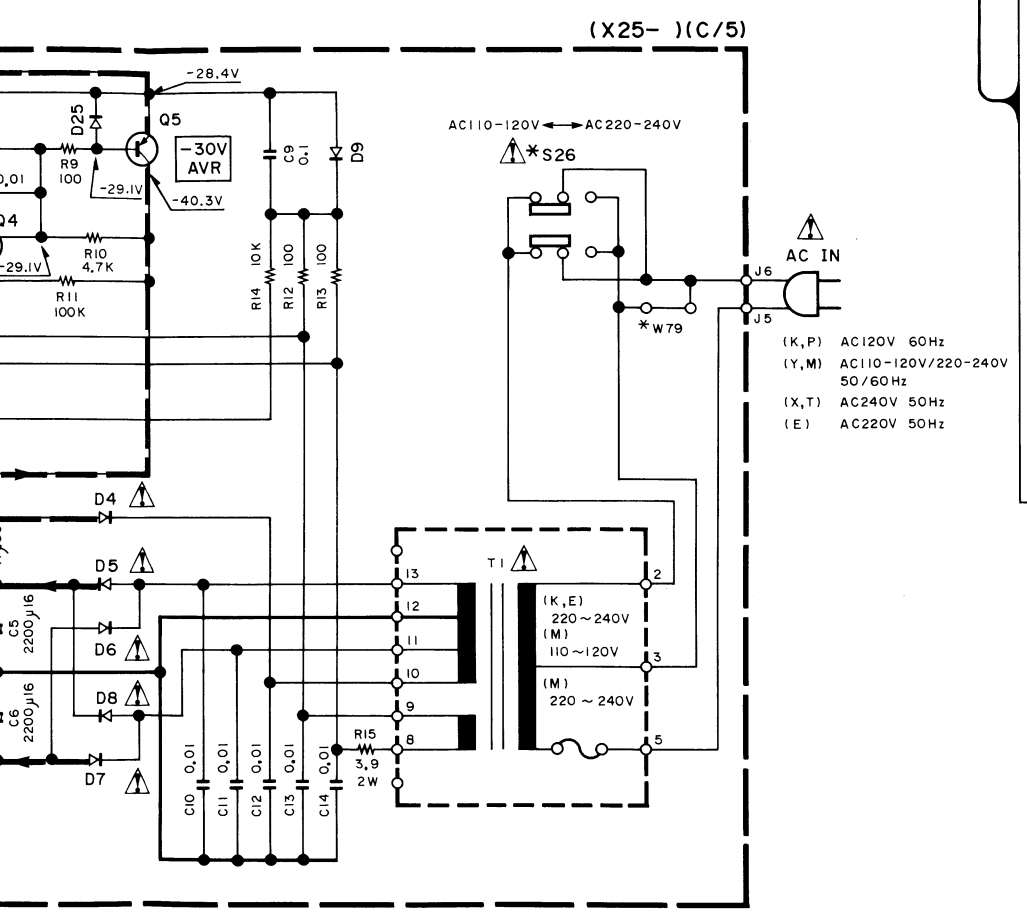 (X25- )(C/5)
-28.4V
Q5
D25
-30V
AVR
R9
100
-29.1V
-40.3V
0.01
Q4
R10
4.7K
-29.1V
R11
100K
C9
0.1
D9
R14 10K
R12 100
R13 100
AC110-120V AC220-240V
*S26
AC IN
J6
J5
*W79
(K,P) AC120V 60Hz
(Y,M) AC110-120V/220-240V
50/60Hz
(X,T) AC240V 50Hz
(E) AC220V 50Hz
D4
D5
D6
D8
D7
C5
2200µ16
C6
2200µ16
C10 0.01
C11 0.01
C12 0.01
C13 0.01
C14 0.01
R15
3.9
2W
T1
13
12
11
10
9
8
2
3
5
(K,E)
220~240V
(M)
110~120V
(M)
220~240V